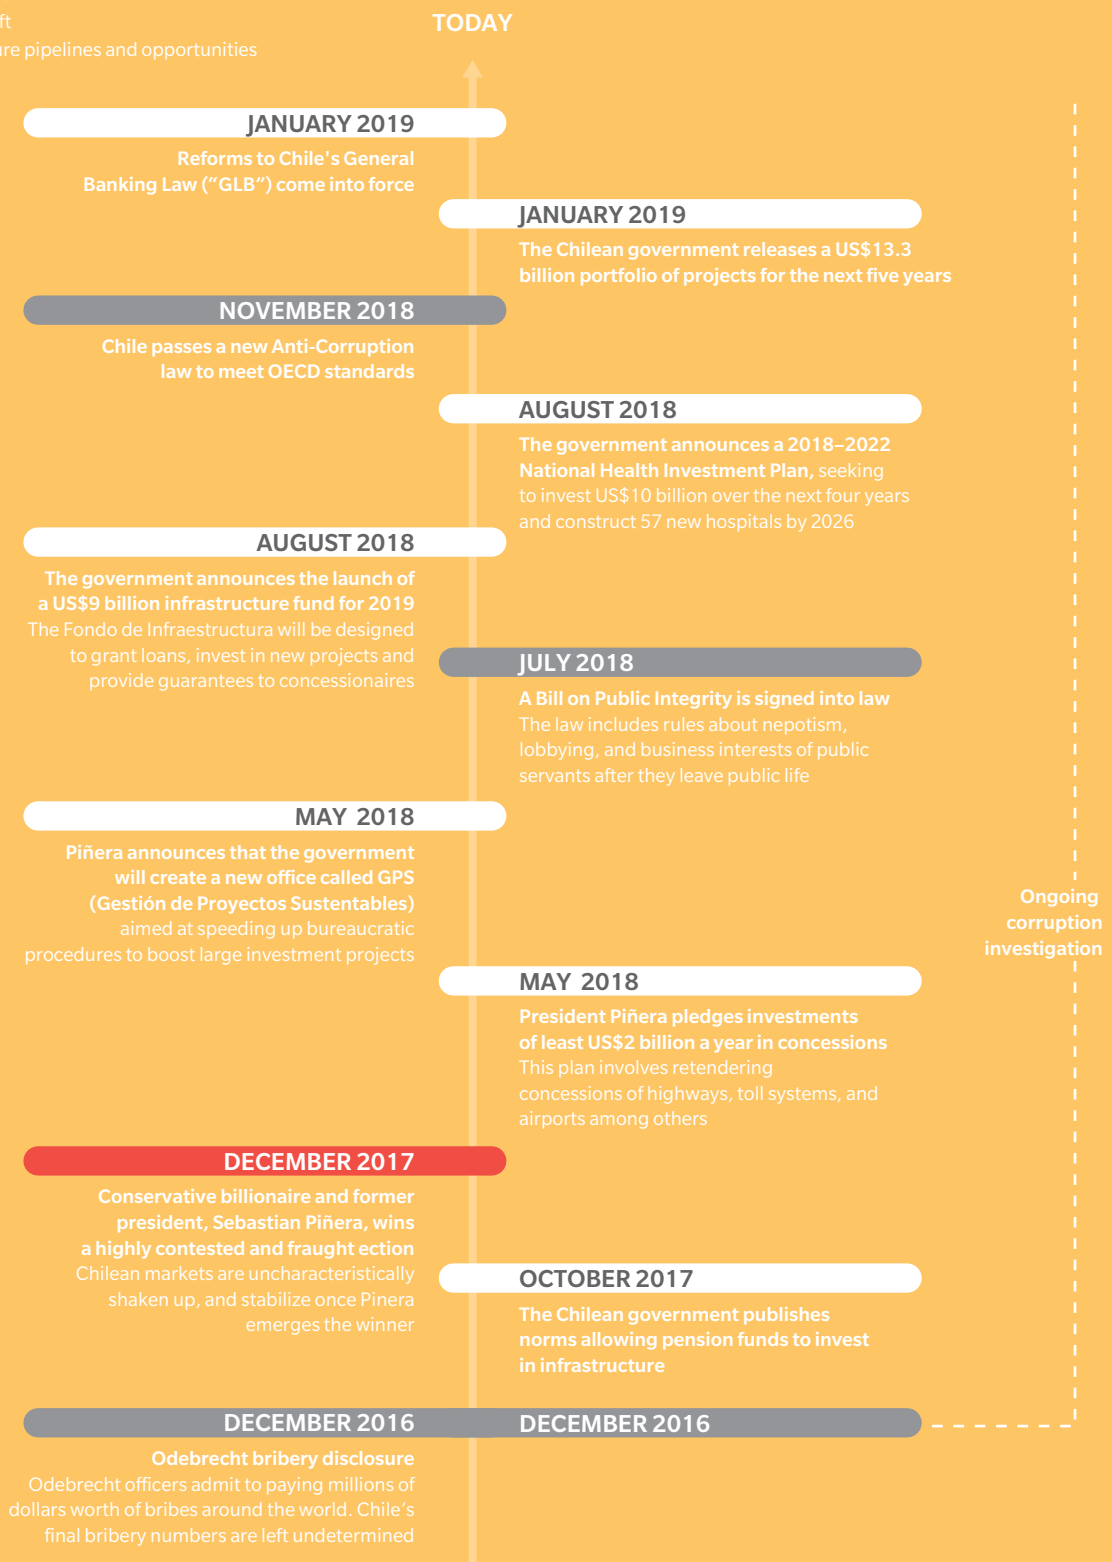 ft
re pipelines and opportunities
TODAY
JANUARY 2019
Reforms to Chile's General
Banking Law (“GLB”) come into force
JANUARY 2019
The Chilean government releases a US$13.3
billion portfolio of projects for the next five years
NOVEMBER 2018
Chile passes a new Anti-Corruption
law to meet OECD standards
AUGUST 2018
The government announces a 2018–2022
National Health Investment Plan, seeking
to invest US$10 billion over the next four years
and construct 57 new hospitals by 2026
AUGUST 2018
The government announces the launch of
a US$9 billion infrastructure fund for 2019
The Fondo de Infraestructura will be designed
to grant loans, invest in new projects and
provide guarantees to concessionaires
JULY 2018
A Bill on Public Integrity is signed into law
The law includes rules about nepotism,
lobbying, and business interests of public
servants after they leave public life
MAY 2018
Piñera announces that the government
will create a new office called GPS
(Gestión de Proyectos Sustentables)
aimed at speeding up bureaucratic
procedures to boost large investment projects
Ongoing
corruption
investigation
MAY 2018
President Piñera pledges investments
of least US$2 billion a year in concessions
This plan involves retendering
concessions of highways, toll systems, and
airports among others
DECEMBER 2017
Conservative billionaire and former
president, Sebastian Piñera, wins
a highly contested and fraught ection
Chilean markets are uncharacteristically
shaken up, and stabilize once Pinera
emerges the winner
OCTOBER 2017
The Chilean government publishes
norms allowing pension funds to invest
in infrastructure
DECEMBER 2016
DECEMBER 2016
Odebrecht bribery disclosure
Odebrecht officers admit to paying millions of
dollars worth of bribes around the world. Chile’s
final bribery numbers are left undetermined